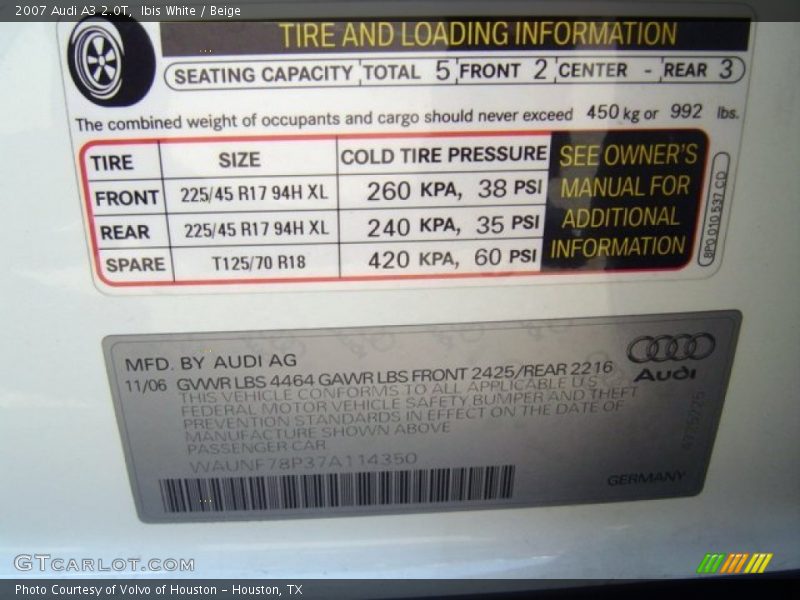 2007 Audi A3 2.0T, Ibis White / Beige
TIRE AND LOADING INFORMATION
SEATING CAPACITY TOTAL 5 FRONT 2 CENTER - REAR 3
The combined weight of occupants and cargo should never exceed 450 kg or 992 lbs.
TIRE SIZE COLD TIRE PRESSURE
FRONT 225/45 R17 94H XL 260 KPA, 38 PSI
REAR 225/45 R17 94H XL 240 KPA, 35 PSI
SPARE T125/70 R18 420 KPA, 60 PSI
SEE OWNER'S
MANUAL FOR
ADDITIONAL
INFORMATION
8P0 010 537 CD
MFD. BY AUDI AG
11/06 GVWR LBS 4464 GAWR LBS FRONT 2425/REAR 2216
THIS VEHICLE CONFORMS TO ALL APPLICABLE U.S
FEDERAL MOTOR VEHICLE SAFETY BUMPER AND THEFT
PREVENTION STANDARDS IN EFFECT ON THE DATE OF
MANUFACTURE SHOWN ABOVE
PASSENGER CAR
WAUNF78P37A114350
Audi
GERMANY
GTCARLOT.COM
Photo Courtesy of Volvo of Houston - Houston, TX